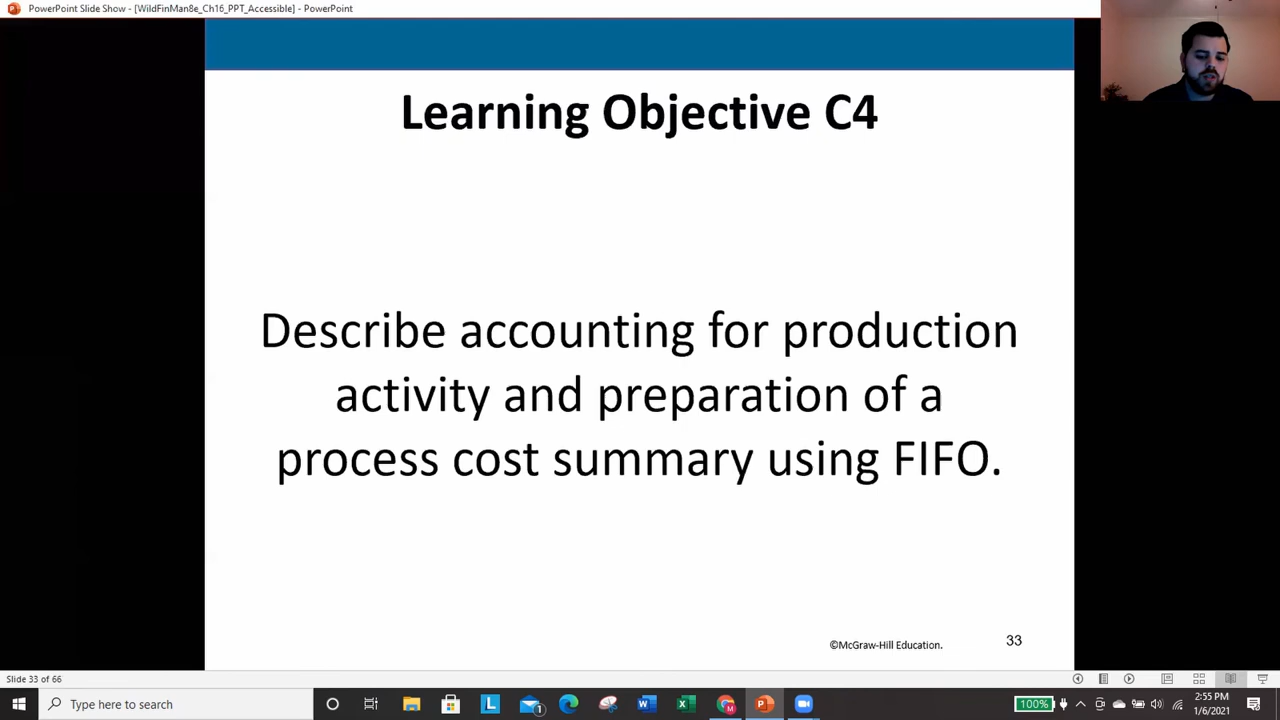 PowerPoint Slide Show - [WildFinMan8e_Ch16_PPT_Accessible] - PowerPoint
Learning Objective C4
Describe accounting for production
activity and preparation of a
process cost summary using FIFO.
©McGraw-Hill Education.
33
Slide 33 of 66
Type here to search
100%
2:55 PM
1/6/2021